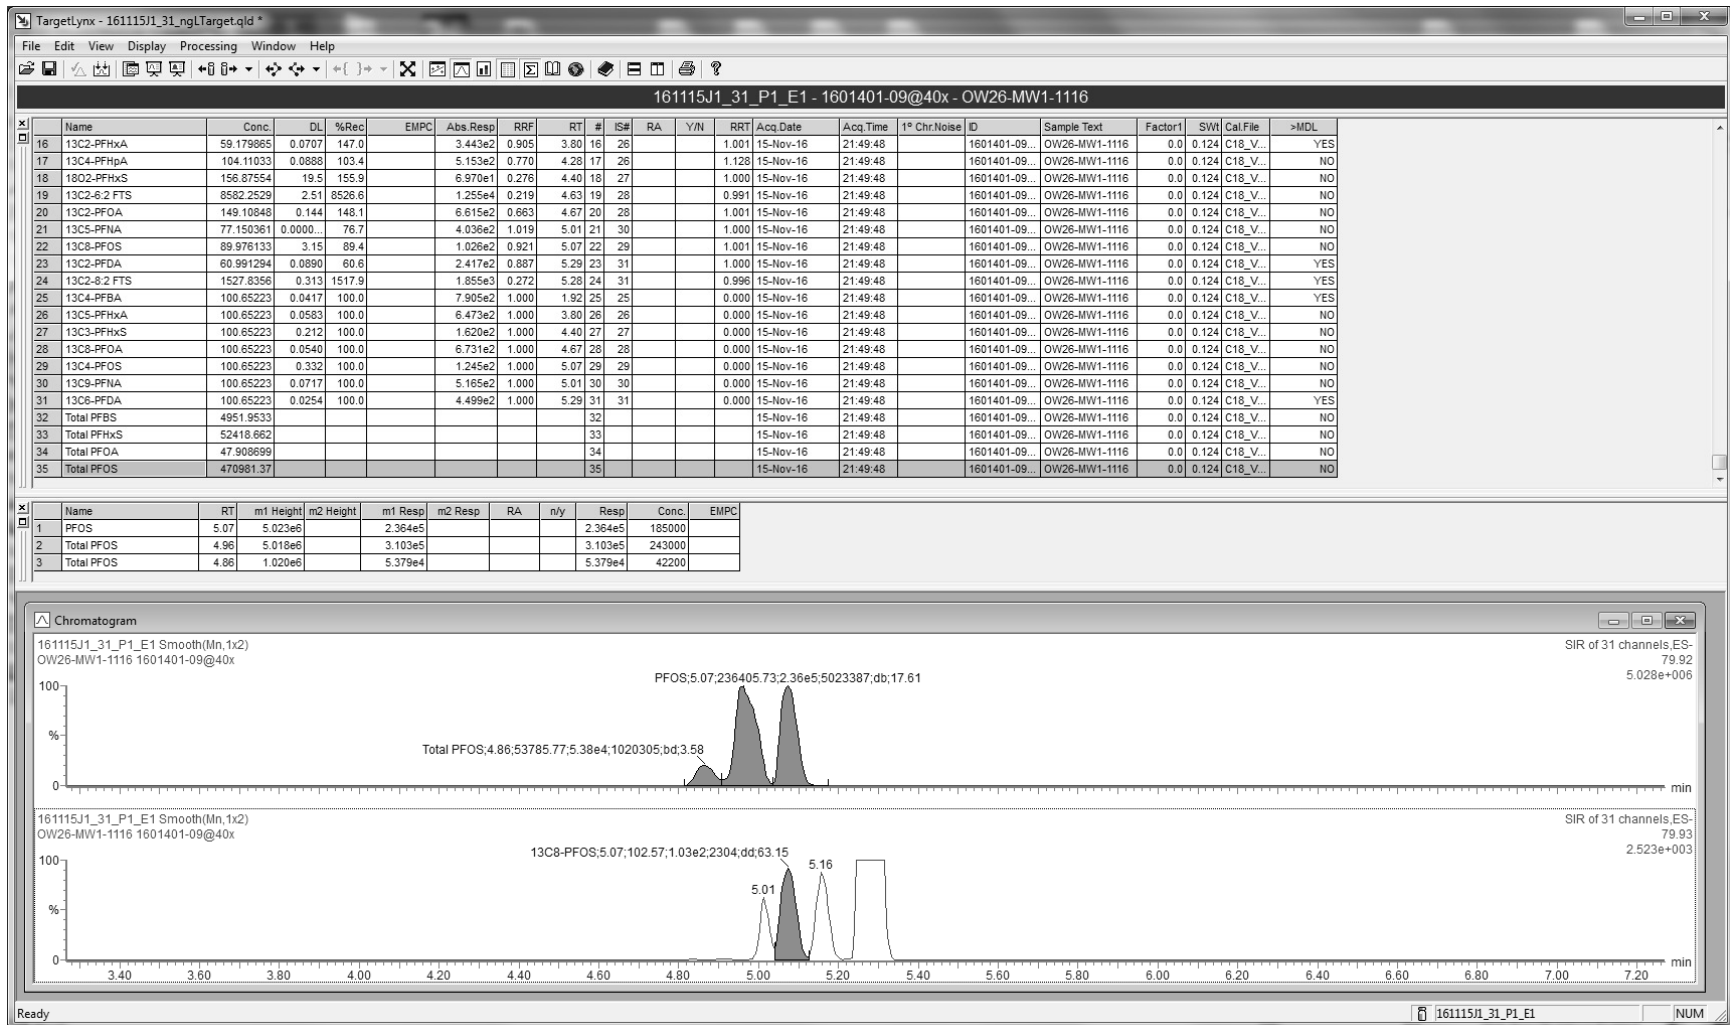 TargetLynx - 161115J1_31_ngLTarget.qld *
File Edit View Display Processing Window Help
161115J1_31_P1_E1 - 1601401-09@40x - OW26-MW1-1116
Name Conc. DL %Rec EMPC Abs.Resp RRF RT # IS# RA Y/N RRT Acq.Date Acq.Time 1º Chr.Noise ID Sample Text Factor1 SWt Cal.File >MDL
16 13C2-PFHxA 59.179865 0.0707 147.0 3.443e2 0.905 3.80 16 26 1.001 15-Nov-16 21:49:48 1601401-09... OW26-MW1-1116 0.0 0.124 C18_V... YES
17 13C4-PFHpA 104.11033 0.0888 103.4 5.153e2 0.770 4.28 17 26 1.128 15-Nov-16 21:49:48 1601401-09... OW26-MW1-1116 0.0 0.124 C18_V... NO
18 18O2-PFHxS 156.87554 19.5 155.9 6.970e1 0.276 4.40 18 27 1.000 15-Nov-16 21:49:48 1601401-09... OW26-MW1-1116 0.0 0.124 C18_V... NO
19 13C2-6:2 FTS 8582.2529 2.51 8526.6 1.255e4 0.219 4.63 19 28 0.991 15-Nov-16 21:49:48 1601401-09... OW26-MW1-1116 0.0 0.124 C18_V... NO
20 13C2-PFOA 149.10848 0.144 148.1 6.615e2 0.663 4.67 20 28 1.001 15-Nov-16 21:49:48 1601401-09... OW26-MW1-1116 0.0 0.124 C18_V... NO
21 13C5-PFNA 77.150361 0.0000... 76.7 4.036e2 1.019 5.01 21 30 1.000 15-Nov-16 21:49:48 1601401-09... OW26-MW1-1116 0.0 0.124 C18_V... NO
22 13C8-PFOS 89.976133 3.15 89.4 1.026e2 0.921 5.07 22 29 1.001 15-Nov-16 21:49:48 1601401-09... OW26-MW1-1116 0.0 0.124 C18_V... NO
23 13C2-PFDA 60.991294 0.0890 60.6 2.417e2 0.887 5.29 23 31 1.000 15-Nov-16 21:49:48 1601401-09... OW26-MW1-1116 0.0 0.124 C18_V... YES
24 13C2-8:2 FTS 1527.8356 0.313 1517.9 1.855e3 0.272 5.28 24 31 0.996 15-Nov-16 21:49:48 1601401-09... OW26-MW1-1116 0.0 0.124 C18_V... YES
25 13C4-PFBA 100.65223 0.0417 100.0 7.905e2 1.000 1.92 25 25 0.000 15-Nov-16 21:49:48 1601401-09... OW26-MW1-1116 0.0 0.124 C18_V... YES
26 13C5-PFHxA 100.65223 0.0583 100.0 6.473e2 1.000 3.80 26 26 0.000 15-Nov-16 21:49:48 1601401-09... OW26-MW1-1116 0.0 0.124 C18_V... NO
27 13C3-PFHxS 100.65223 0.212 100.0 1.620e2 1.000 4.40 27 27 0.000 15-Nov-16 21:49:48 1601401-09... OW26-MW1-1116 0.0 0.124 C18_V... NO
28 13C8-PFOA 100.65223 0.0540 100.0 6.731e2 1.000 4.67 28 28 0.000 15-Nov-16 21:49:48 1601401-09... OW26-MW1-1116 0.0 0.124 C18_V... NO
29 13C4-PFOS 100.65223 0.332 100.0 1.245e2 1.000 5.07 29 29 0.000 15-Nov-16 21:49:48 1601401-09... OW26-MW1-1116 0.0 0.124 C18_V... NO
30 13C9-PFNA 100.65223 0.0717 100.0 5.165e2 1.000 5.01 30 30 0.000 15-Nov-16 21:49:48 1601401-09... OW26-MW1-1116 0.0 0.124 C18_V... NO
31 13C6-PFDA 100.65223 0.0254 100.0 4.499e2 1.000 5.29 31 31 0.000 15-Nov-16 21:49:48 1601401-09... OW26-MW1-1116 0.0 0.124 C18_V... YES
32 Total PFBS 4951.9533 32 15-Nov-16 21:49:48 1601401-09... OW26-MW1-1116 0.0 0.124 C18_V... NO
33 Total PFHxS 52418.662 33 15-Nov-16 21:49:48 1601401-09... OW26-MW1-1116 0.0 0.124 C18_V... NO
34 Total PFOA 47.908699 34 15-Nov-16 21:49:48 1601401-09... OW26-MW1-1116 0.0 0.124 C18_V... NO
35 Total PFOS 470981.37 35 15-Nov-16 21:49:48 1601401-09... OW26-MW1-1116 0.0 0.124 C18_V... NO
Name RT m1 Height m2 Height m1 Resp m2 Resp RA n/y Resp Conc. EMPC
1 PFOS 5.07 5.023e6 2.364e5 2.364e5 185000
2 Total PFOS 4.96 5.018e6 3.103e5 3.103e5 243000
3 Total PFOS 4.86 1.020e6 5.379e4 5.379e4 42200
Chromatogram
161115J1_31_P1_E1 Smooth(Mn,1x2) SIR of 31 channels,ES-
OW26-MW1-1116 1601401-09@40x 79.92
5.028e+006
PFOS;5.07;236405.73;2.36e5;5023387;db;17.61
100
%
Total PFOS;4.86;53785.77;5.38e4;1020305;bd;3.58
0 min
161115J1_31_P1_E1 Smooth(Mn,1x2) SIR of 31 channels,ES-
OW26-MW1-1116 1601401-09@40x 79.93
2.523e+003
13C8-PFOS;5.07;102.57;1.03e2;2304;dd;63.15
100
5.16
5.01
%
0 min
3.40 3.60 3.80 4.00 4.20 4.40 4.60 4.80 5.00 5.20 5.40 5.60 5.80 6.00 6.20 6.40 6.60 6.80 7.00 7.20
Ready 161115J1_31_P1_E1 NUM